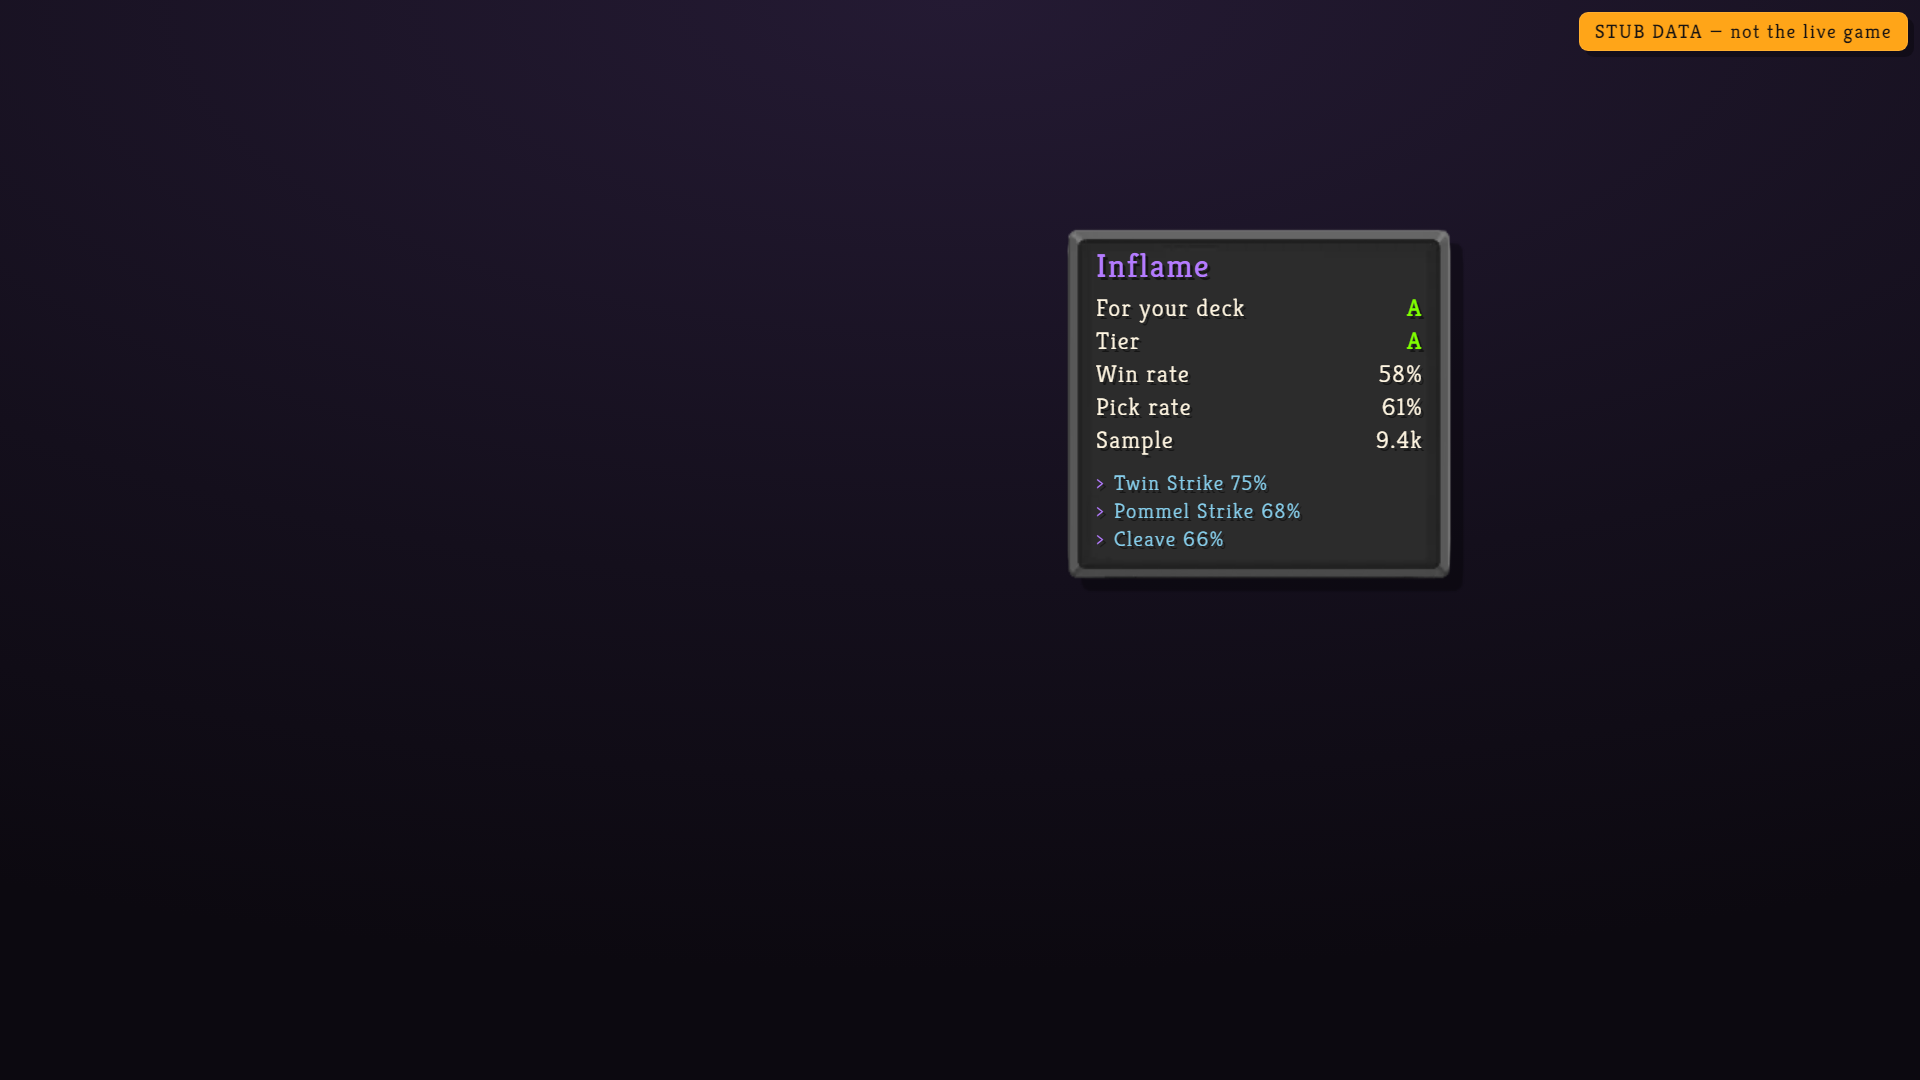 STUB DATA — not the live game
Inflame
For your deck A
Tier A
Win rate 58%
Pick rate 61%
Sample 9.4k
> Twin Strike 75%
> Pommel Strike 68%
> Cleave 66%